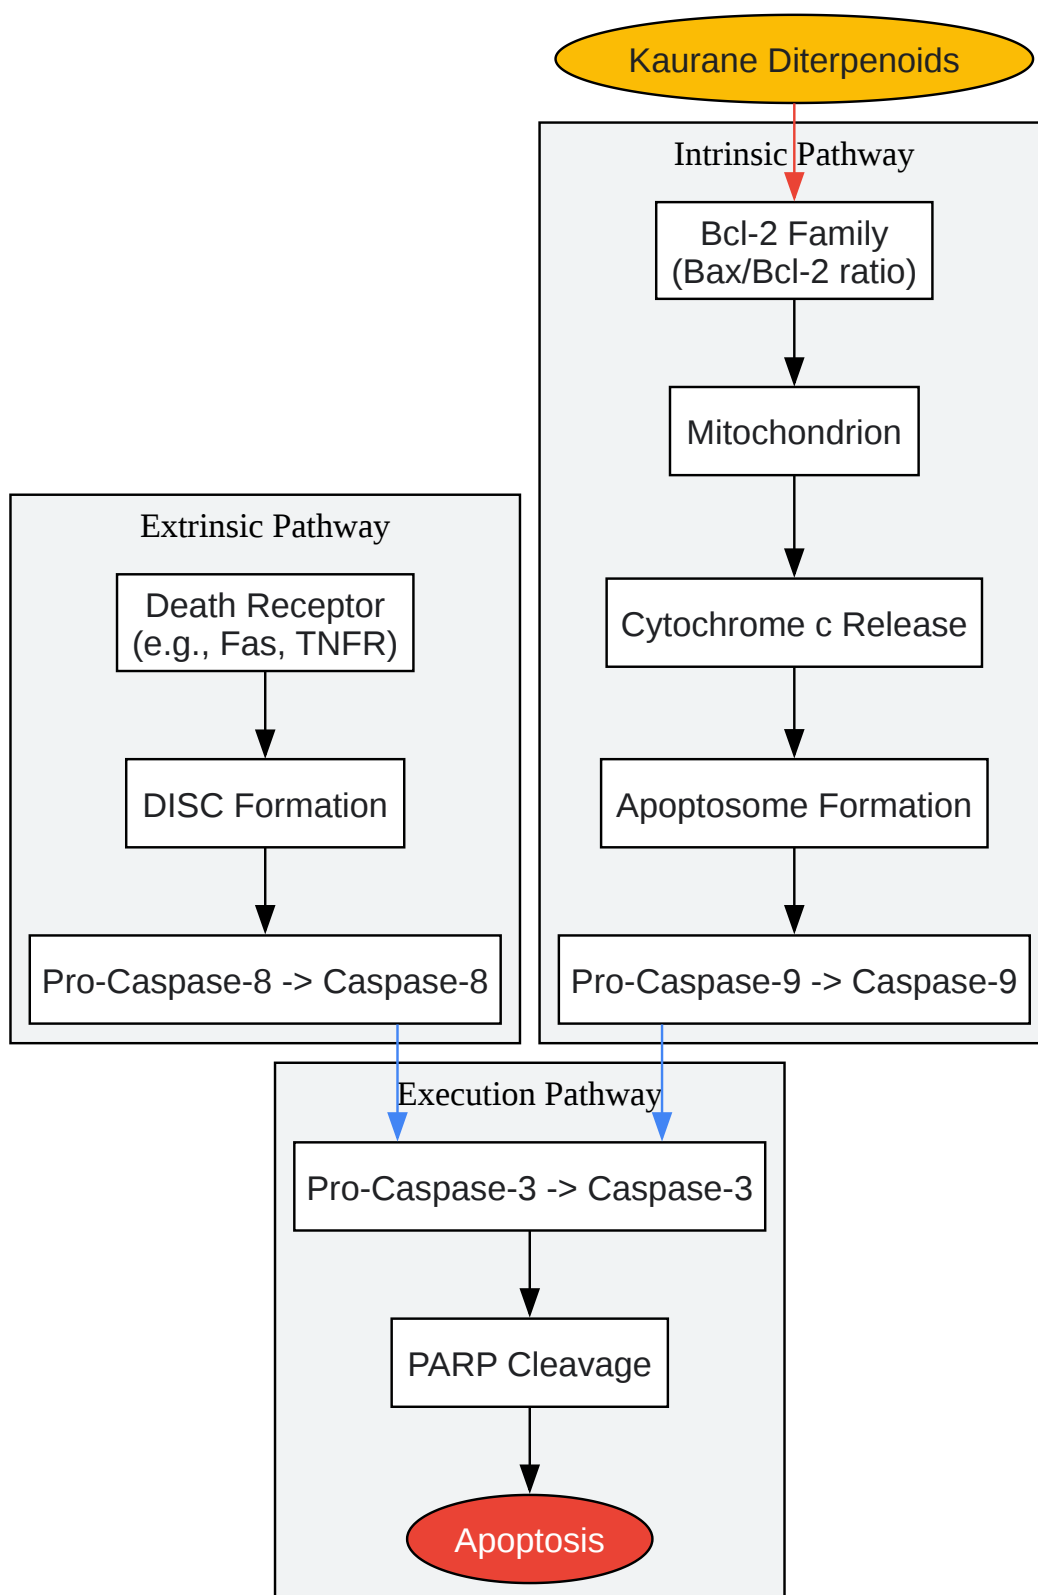 Kaurane Diterpenoids
Intrinsic Pathway
Bcl-2 Family
(Bax/Bcl-2 ratio)
Mitochondrion
Cytochrome c Release
Apoptosome Formation
Pro-Caspase-9 -> Caspase-9
Extrinsic Pathway
Death Receptor
(e.g., Fas, TNFR)
DISC Formation
Pro-Caspase-8 -> Caspase-8
Execution Pathway
Pro-Caspase-3 -> Caspase-3
PARP Cleavage
Apoptosis